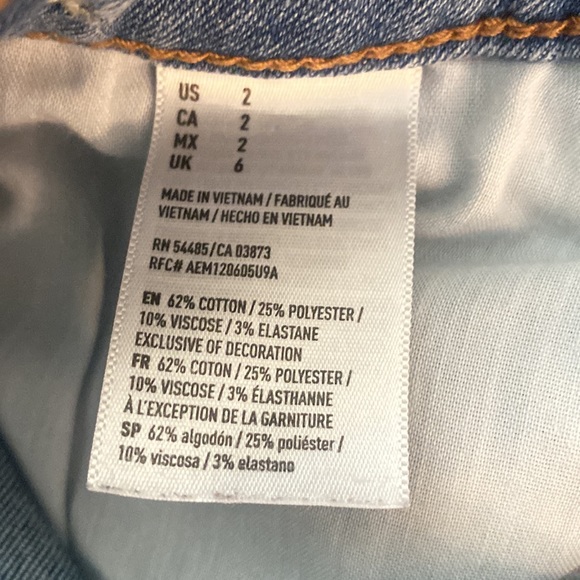 US 2
CA 2
MX 2
UK 6
MADE IN VIETNAM / FABRIQUÉ AU
VIETNAM / HECHO EN VIETNAM
RN 54485/CA 03873
RFC# AEM120605U9A
EN 62% COTTON / 25% POLYESTER /
10% VISCOSE / 3% ELASTANE
EXCLUSIVE OF DECORATION
FR 62% COTON / 25% POLYESTER /
10% VISCOSE / 3% ÉLASTHANNE
À L'EXCEPTION DE LA GARNITURE
SP 62% algodón / 25% poliéster /
10% viscosa / 3% elastano